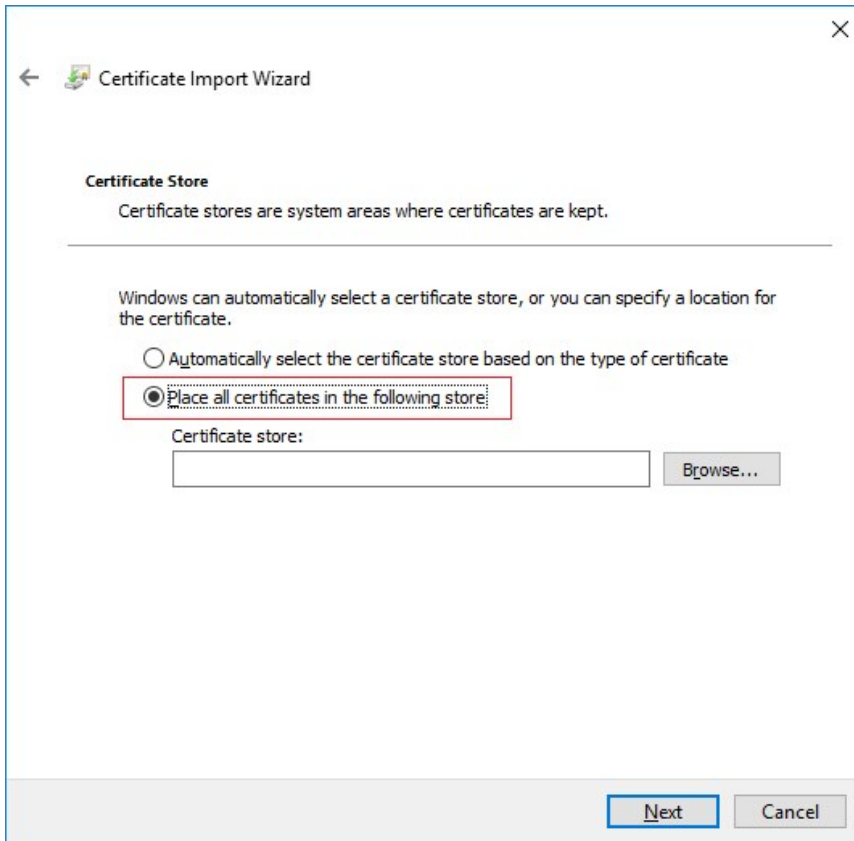 Certificate Import Wizard
Certificate Store
Certificate stores are system areas where certificates are kept.
Windows can automatically select a certificate store, or you can specify a location for
the certificate.
Automatically select the certificate store based on the type of certificate
Place all certificates in the following store
Certificate store:
Browse...
Next
Cancel